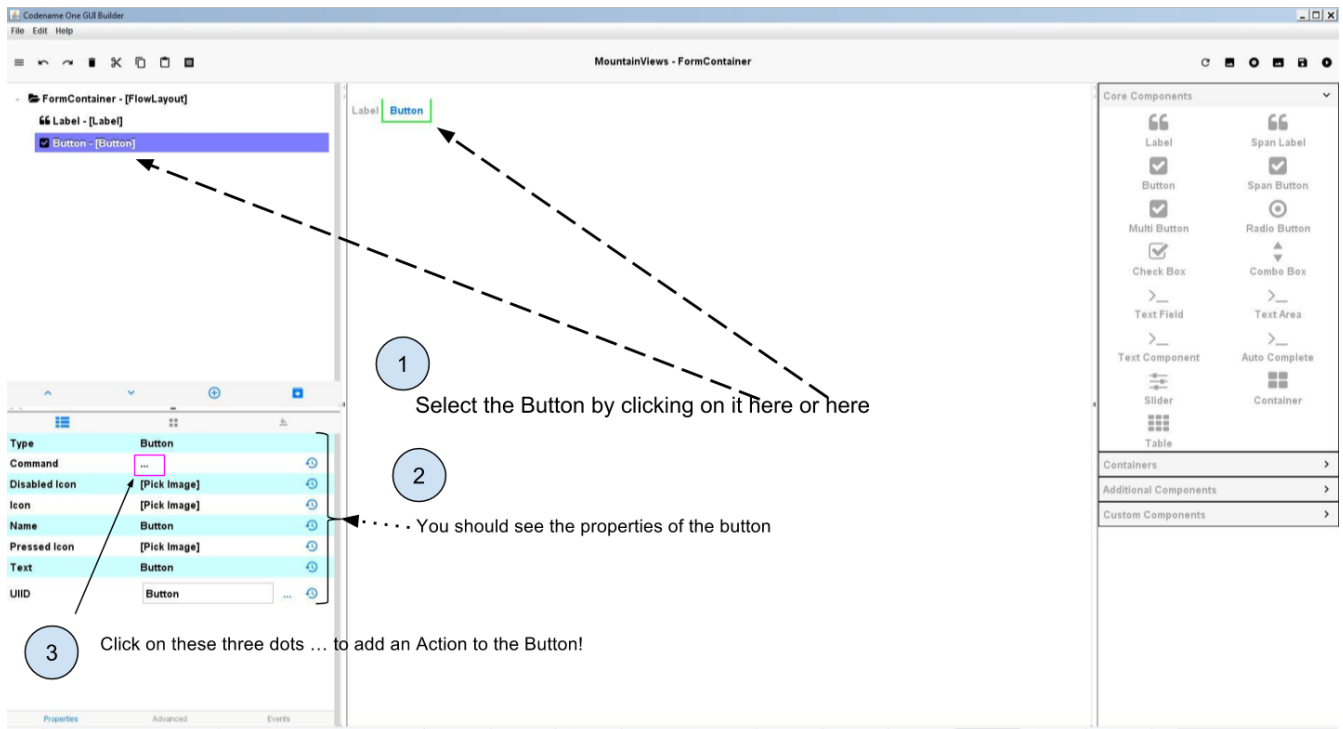 Codename One GUI Builder
File Edit Help
MountainViews - FormContainer
FormContainer - [FlowLayout]
Label - [Label]
Button - [Button]
Label Button
Core Components
Label Span Label
Button Span Button
Multi Button Radio Button
Check Box Combo Box
Text Field Text Area
Text Component Auto Complete
Slider Container
Table
Containers
Additional Components
Custom Components
1
Select the Button by clicking on it here or here
2
You should see the properties of the button
Type Button
Command ...
Disabled Icon [Pick Image]
Icon [Pick Image]
Name Button
Pressed Icon [Pick Image]
Text Button
UIID Button ...
3
Click on these three dots … to add an Action to the Button!
Properties Advanced Events